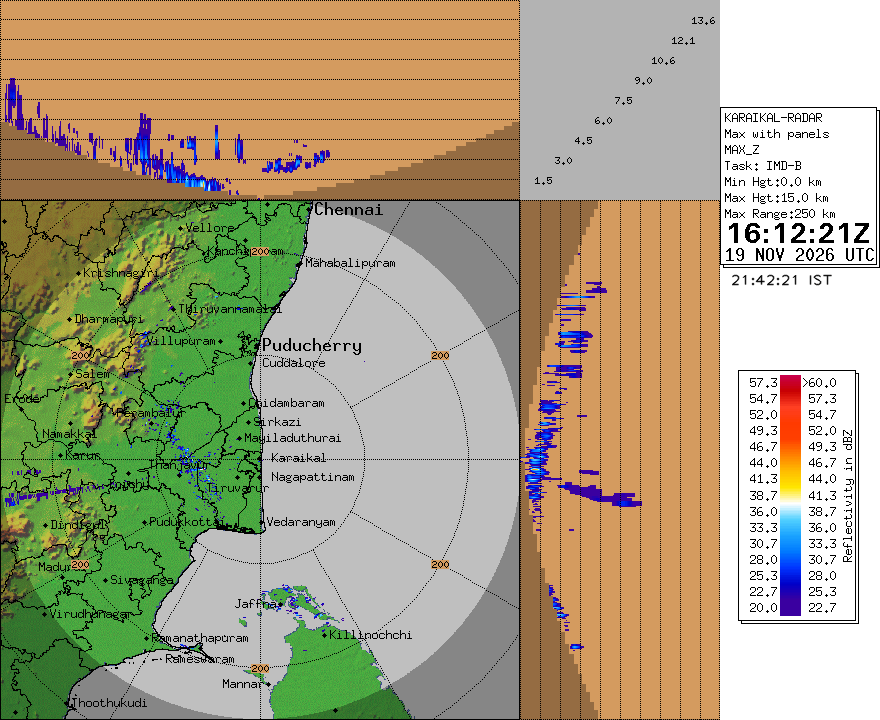 13.6
12.1
10.6
9.0
7.5
6.0
4.5
3.0
1.5
KARAIKAL-RADAR
Max with panels
MAX_Z
Task: IMD-B
Min Hgt:0.0 km
Max Hgt:15.0 km
Max Range:250 km
16:12:21Z
19 NOV 2026 UTC
21:42:21 IST
Chennai
Vellore
200
Mahabalipuram
Krishnagiri
Thiruvannamalai
Dharmapuri
Villupuram
Puducherry
200
200
Cuddalore
Salem
Erode
Chidambaram
Perambalur
Sirkazi
Namakkal
Mayiladuthurai
Karur
Karaikal
Thanjavur
Nagapattinam
Tiruvarur
Pudukkottai
Vedaranyam
Dindigul
200
200
Madurai
Sivaganga
Jaffna
Virudhunagar
Ramanathapuram
Killinochchi
Rameswaram
200
Mannar
Thoothukudi
57.3 >60.0
54.7 57.3
52.0 54.7
49.3 52.0
46.7 49.3
44.0 46.7
41.3 44.0
38.7 41.3
36.0 38.7
33.3 36.0
30.7 33.3
28.0 30.7
25.3 28.0
22.7 25.3
20.0 22.7
Reflectivity in dBZ